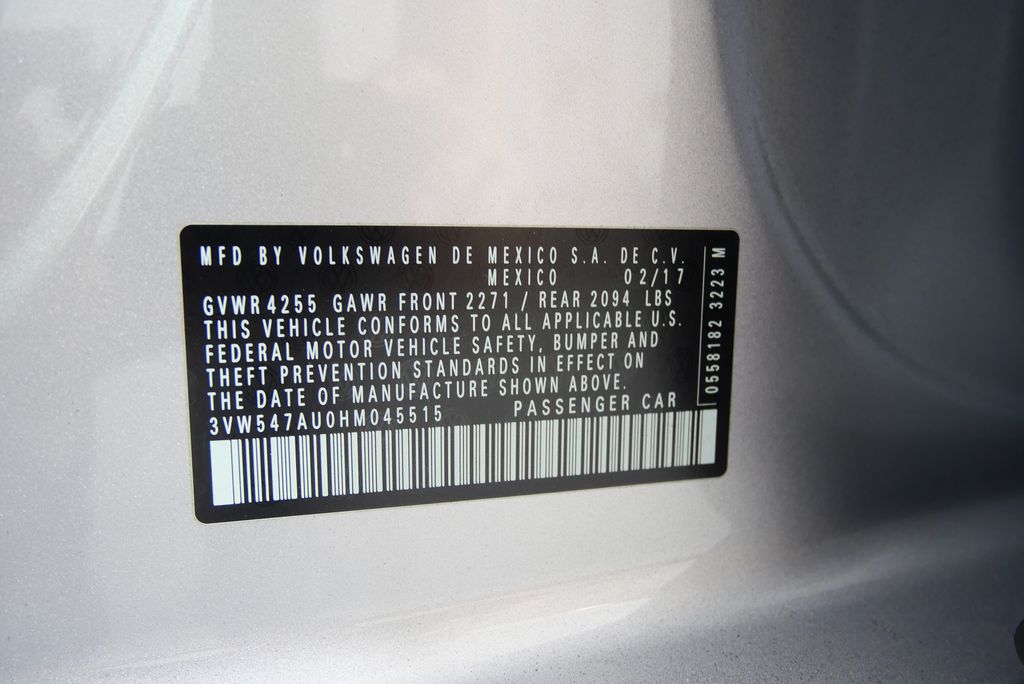 MFD BY VOLKSWAGEN DE MEXICO S.A. DE C.V.
MEXICO 02/17
GVWR 4255 GAWR FRONT 2271 / REAR 2094 LBS
THIS VEHICLE CONFORMS TO ALL APPLICABLE U.S.
FEDERAL MOTOR VEHICLE SAFETY, BUMPER AND
THEFT PREVENTION STANDARDS IN EFFECT ON
THE DATE OF MANUFACTURE SHOWN ABOVE.
3VW547AU0HM045515 PASSENGER CAR
0558182 3223 M